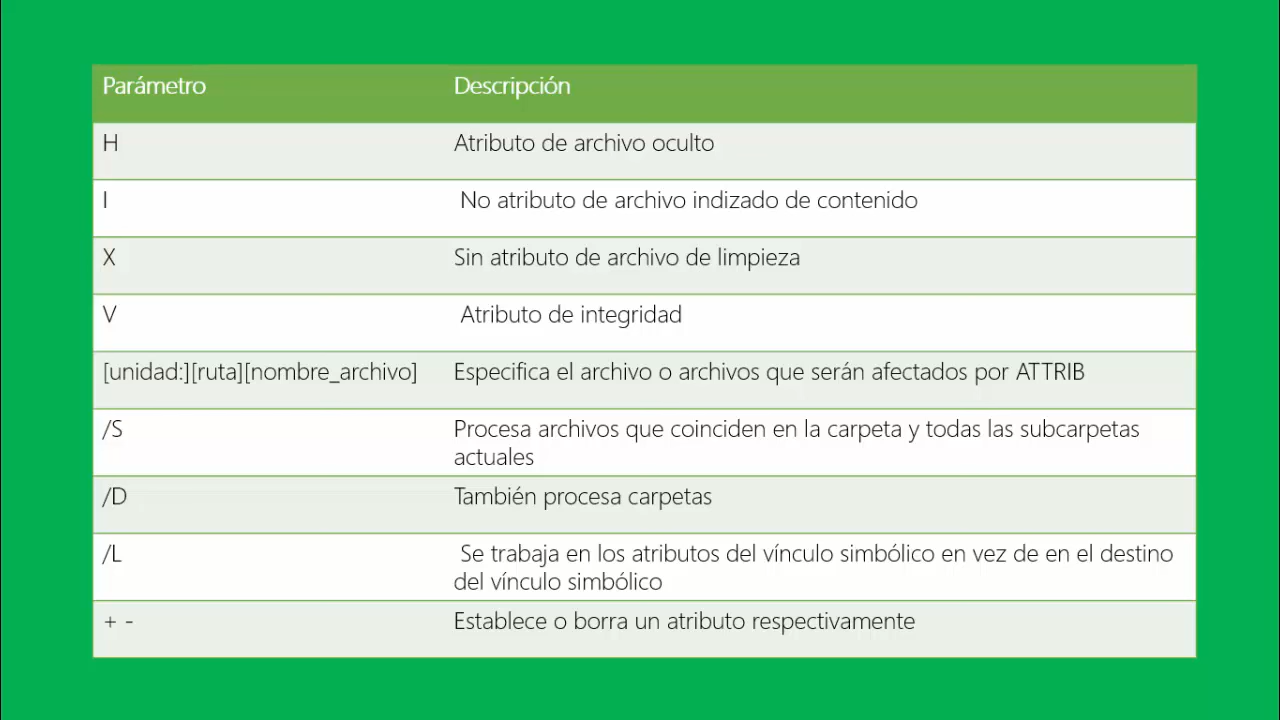 Parámetro Descripción
H Atributo de archivo oculto
I No atributo de archivo indizado de contenido
X Sin atributo de archivo de limpieza
V Atributo de integridad
[unidad:][ruta][nombre_archivo] Especifica el archivo o archivos que serán afectados por ATTRIB
/S Procesa archivos que coinciden en la carpeta y todas las subcarpetas
actuales
/D También procesa carpetas
/L Se trabaja en los atributos del vínculo simbólico en vez de en el destino
del vínculo simbólico
+ - Establece o borra un atributo respectivamente